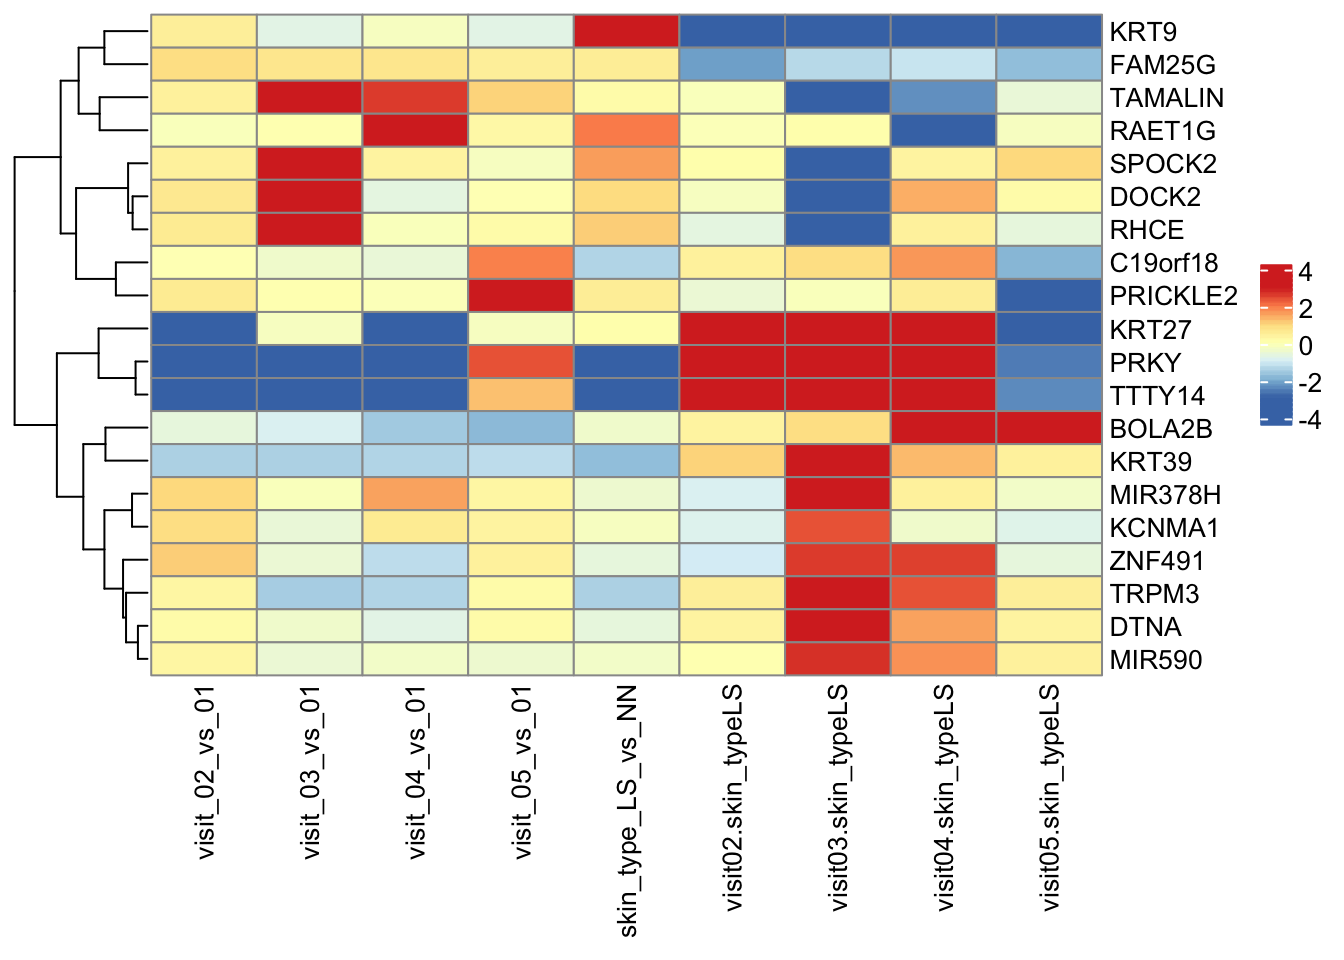 KRT9
FAM25G
TAMALIN
RAET1G
SPOCK2
DOCK2
RHCE
C19orf18
PRICKLE2
KRT27
PRKY
TTTY14
BOLA2B
KRT39
MIR378H
KCNMA1
ZNF491
TRPM3
DTNA
MIR590
4
2
0
-2
-4
visit_02_vs_01
visit_03_vs_01
visit_04_vs_01
visit_05_vs_01
skin_type_LS_vs_NN
visit02.skin_typeLS
visit03.skin_typeLS
visit04.skin_typeLS
visit05.skin_typeLS